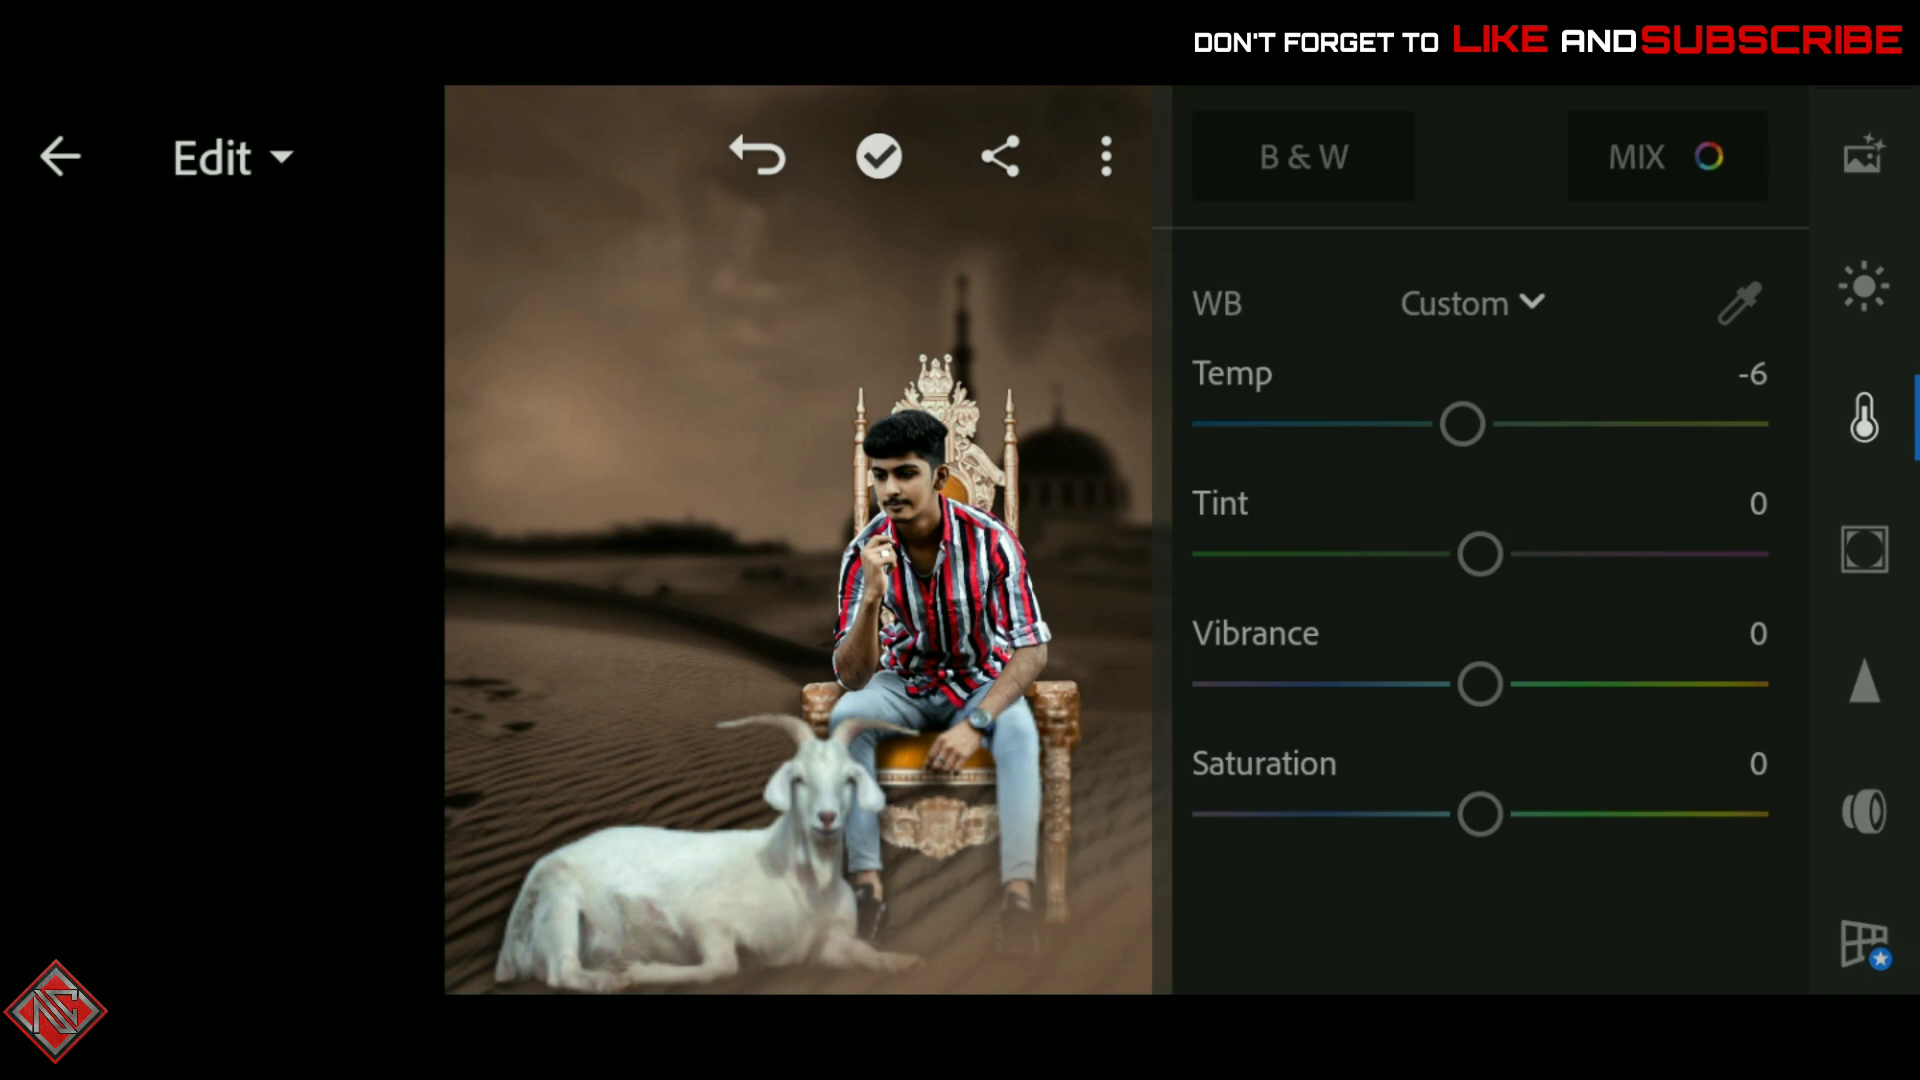 DON'T FORGET TO LIKE AND SUBSCRIBE
Edit
B & W
MIX
WB
Custom
Temp
-6
Tint
0
Vibrance
0
Saturation
0